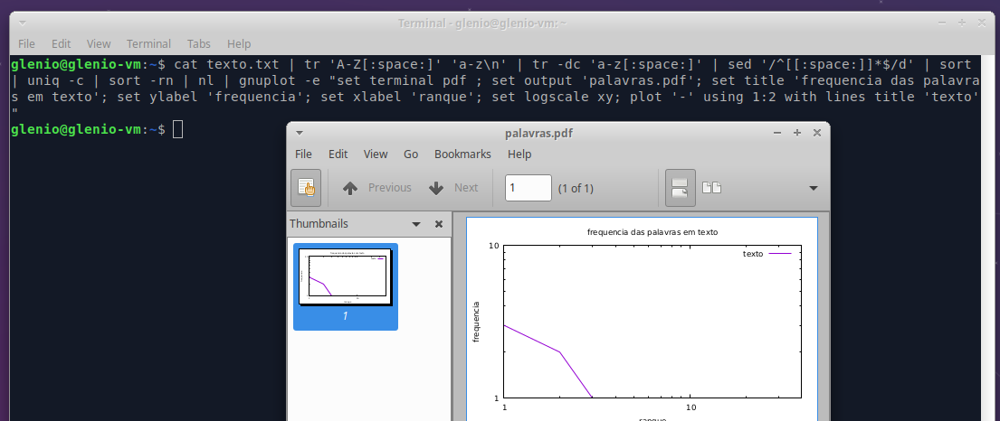 Terminal - glenio@glenio-vm:~
File Edit View Terminal Tabs Help
glenio@glenio-vm:~$ cat texto.txt | tr 'A-Z[:space:]' 'a-z\n' | tr -dc 'a-z[:space:]' | sed '/^[[:space:]]*$/d' | sort
| uniq -c | sort -rn | nl | gnuplot -e "set terminal pdf ; set output 'palavras.pdf'; set title 'frequencia das palavra
s em texto'; set ylabel 'frequencia'; set xlabel 'ranque'; set logscale xy; plot '-' using 1:2 with lines title 'texto'
"
glenio@glenio-vm:~$
palavras.pdf
File Edit View Go Bookmarks Help
Previous Next 1 (1 of 1)
Thumbnails
1
frequencia das palavras em texto
texto
10
frequencia
1
1 10
ranque